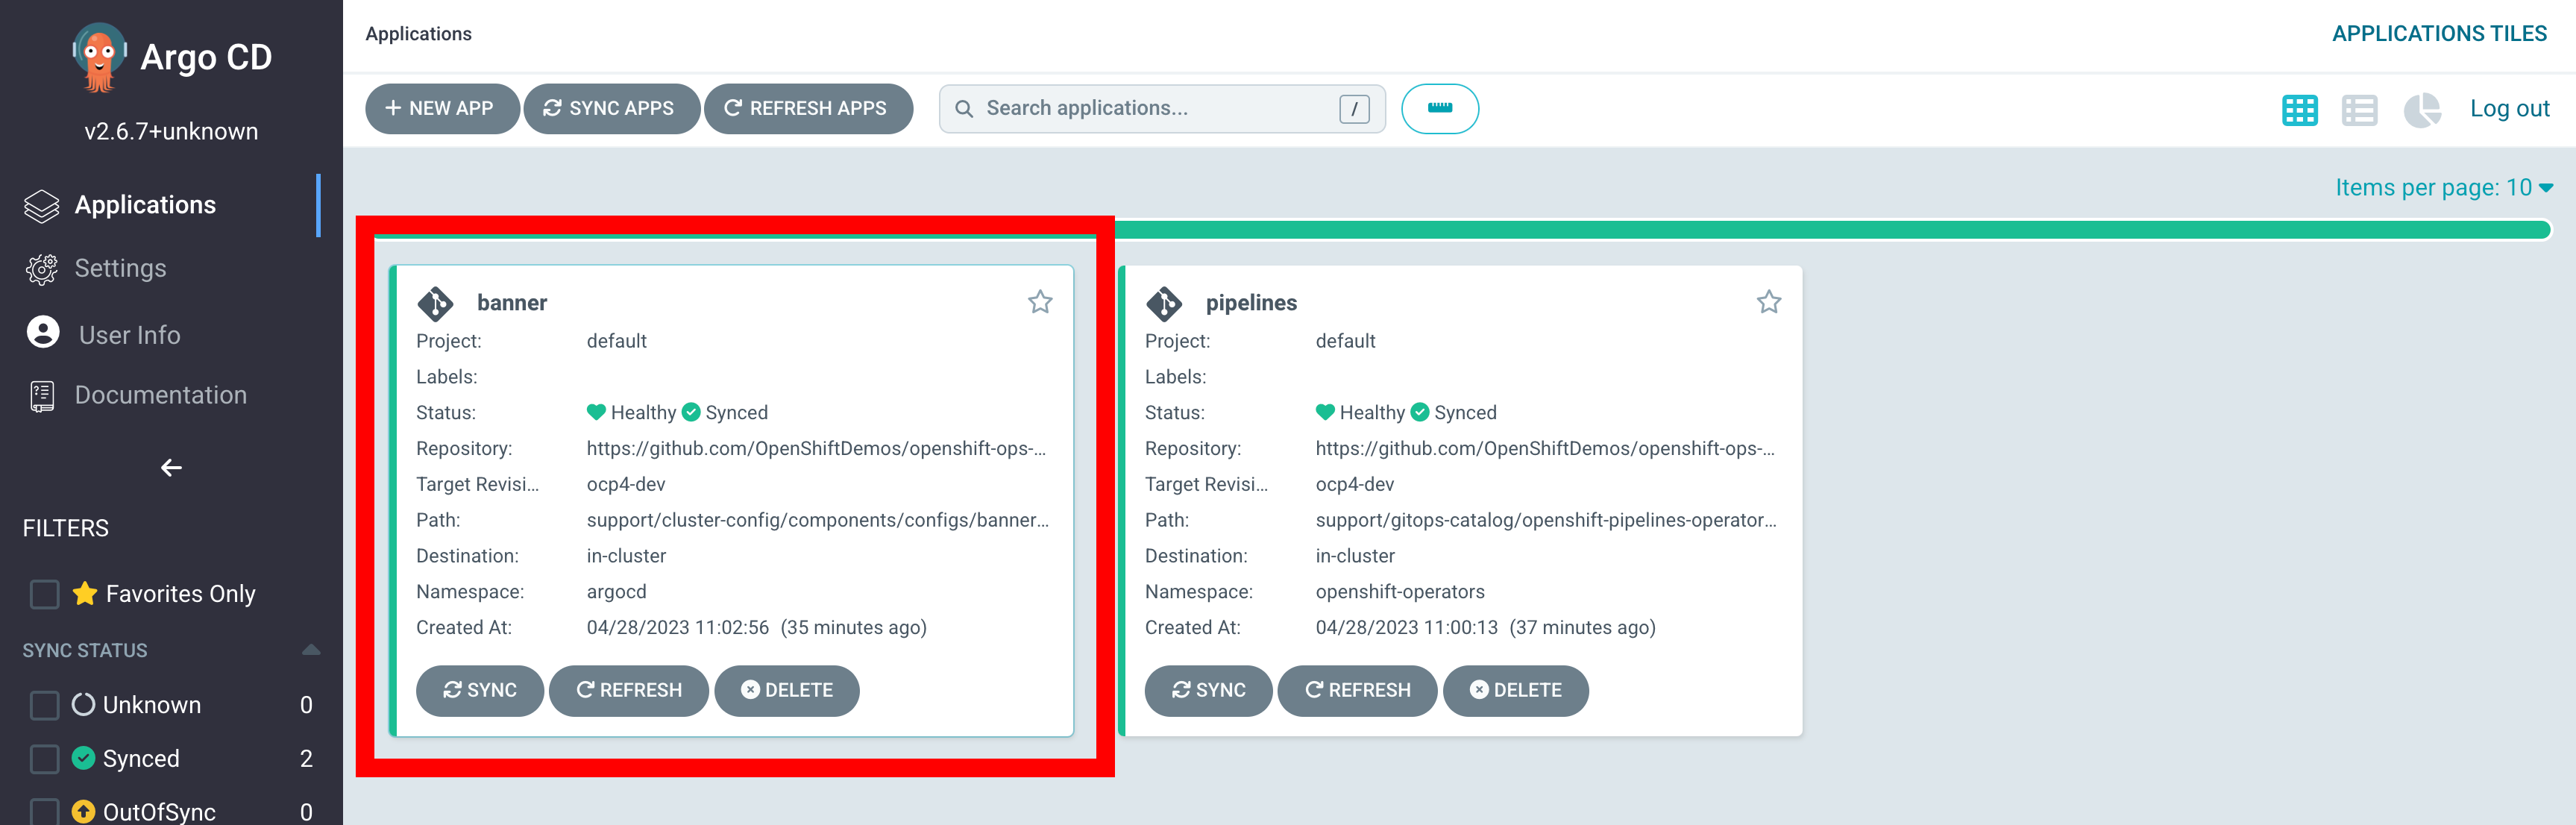 Argo CD
v2.6.7+unknown
Applications
Settings
User Info
Documentation
FILTERS
Favorites Only
SYNC STATUS
Unknown 0
Synced 2
OutOfSync 0
Applications
APPLICATIONS TILES
NEW APP SYNC APPS REFRESH APPS Search applications... / Log out
Items per page: 10
banner
Project: default
Labels:
Status: Healthy Synced
Repository: https://github.com/OpenShiftDemos/openshift-ops-...
Target Revisi... ocp4-dev
Path: support/cluster-config/components/configs/banner...
Destination: in-cluster
Namespace: argocd
Created At: 04/28/2023 11:02:56 (35 minutes ago)
SYNC REFRESH DELETE
pipelines
Project: default
Labels:
Status: Healthy Synced
Repository: https://github.com/OpenShiftDemos/openshift-ops-...
Target Revisi... ocp4-dev
Path: support/gitops-catalog/openshift-pipelines-operator...
Destination: in-cluster
Namespace: openshift-operators
Created At: 04/28/2023 11:00:13 (37 minutes ago)
SYNC REFRESH DELETE